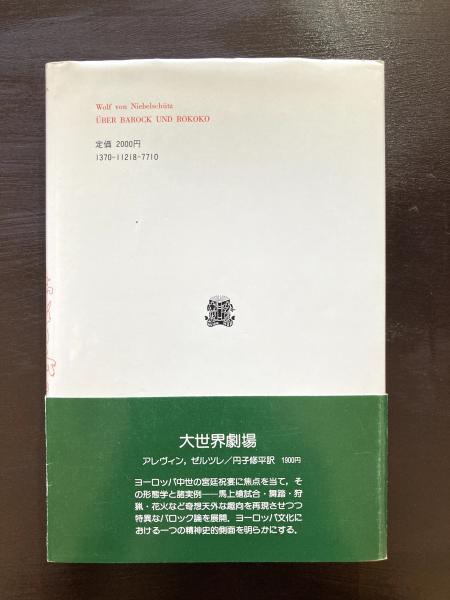 Wolf von Niebelschütz
ÜBER BAROCK UND ROKOKO
定価 2000円
1370-11218-7710
大世界劇場
アレヴィン，ゼルツレ／円子修平訳 1900円
ヨーロッパ中世の宮廷祝宴に焦点を当て，そ
の形態学と諸実例──馬上槍試合・舞踏・狩
猟・花火など奇想天外な趣向を再現させつつ
特異なバロック論を展開。ヨーロッパ文化に
おける一つの精神史的側面を明らかにする。